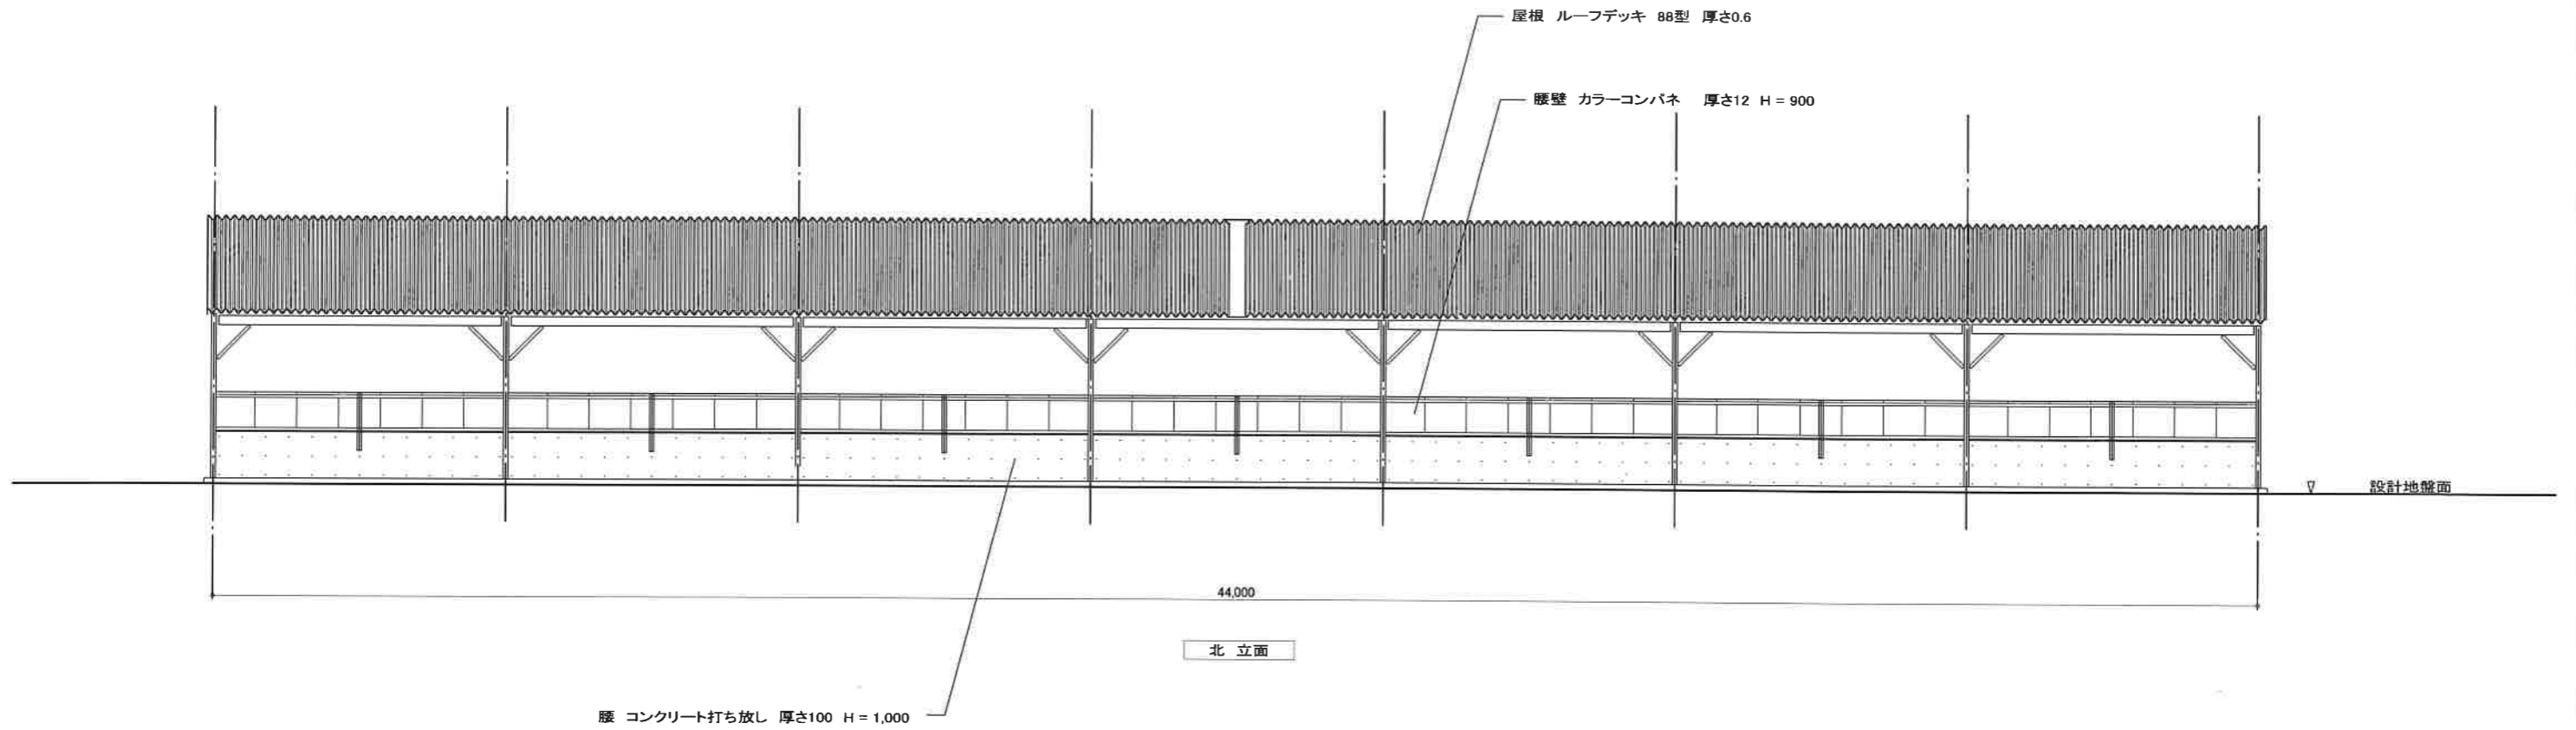 屋根 ルーフデッキ 88型 厚さ0.6
腰壁 カラーコンパネ 厚さ12 H = 900
設計地盤面
44,000
北 立面
腰 コンクリート打ち放し 厚さ100 H = 1,000